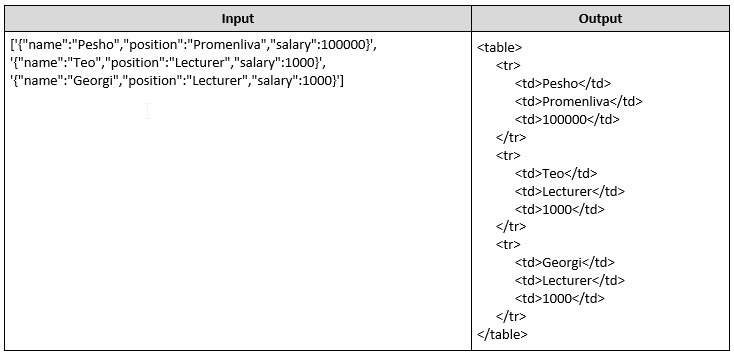 Input
Output
['{"name":"Pesho","position":"Promenliva","salary":100000}',
'{"name":"Teo","position":"Lecturer","salary":1000}',
'{"name":"Georgi","position":"Lecturer","salary":1000}']
<table>
<tr>
<td>Pesho</td>
<td>Promenliva</td>
<td>100000</td>
</tr>
<tr>
<td>Teo</td>
<td>Lecturer</td>
<td>1000</td>
</tr>
<tr>
<td>Georgi</td>
<td>Lecturer</td>
<td>1000</td>
</tr>
</table>